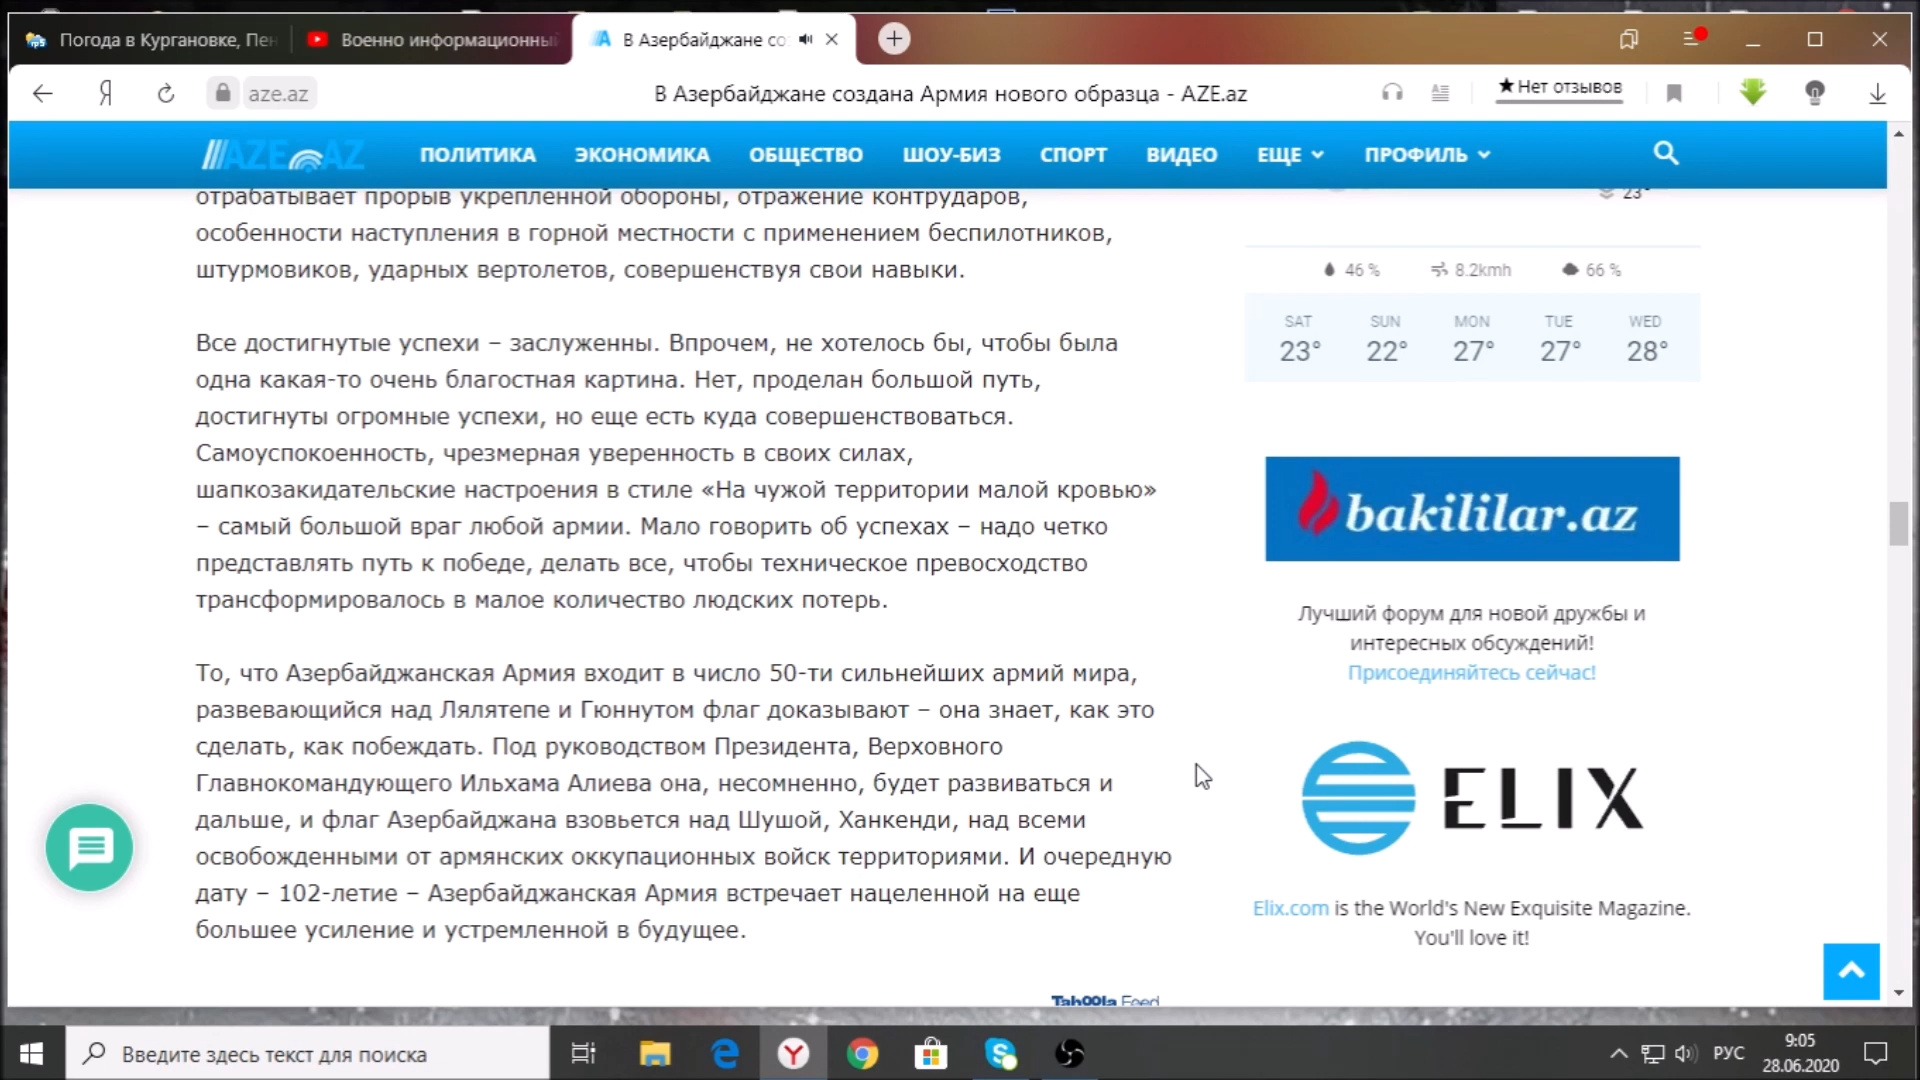 Погода в Кургановке, Пен
Военно информационный
В Азербайджане со
aze.az
В Азербайджане создана Армия нового образца - AZE.az
★Нет отзывов
AZE AZ
ПОЛИТИКА
ЭКОНОМИКА
ОБЩЕСТВО
ШОУ-БИЗ
СПОРТ
ВИДЕО
ЕЩЕ
ПРОФИЛЬ
отрабатывает прорыв укрепленной обороны, отражение контрударов,
особенности наступления в горной местности с применением беспилотников,
штурмовиков, ударных вертолетов, совершенствуя свои навыки.
Все достигнутые успехи – заслуженны. Впрочем, не хотелось бы, чтобы была
одна какая-то очень благостная картина. Нет, проделан большой путь,
достигнуты огромные успехи, но еще есть куда совершенствоваться.
Самоуспокоенность, чрезмерная уверенность в своих силах,
шапкозакидательские настроения в стиле «На чужой территории малой кровью»
– самый большой враг любой армии. Мало говорить об успехах – надо четко
представлять путь к победе, делать все, чтобы техническое превосходство
трансформировалось в малое количество людских потерь.
То, что Азербайджанская Армия входит в число 50-ти сильнейших армий мира,
развевающийся над Лялятепе и Гюннутом флаг доказывают – она знает, как это
сделать, как побеждать. Под руководством Президента, Верховного
Главнокомандующего Ильхама Алиева она, несомненно, будет развиваться и
дальше, и флаг Азербайджана взовьется над Шушой, Ханкенди, над всеми
освобожденными от армянских оккупационных войск территориями. И очередную
дату – 102-летие – Азербайджанская Армия встречает нацеленной на еще
большее усиление и устремленной в будущее.
Taboola Feed
23°
46 % 8.2kmh 66 %
SAT SUN MON TUE WED
23° 22° 27° 27° 28°
bakililar.az
Лучший форум для новой дружбы и
интересных обсуждений!
Присоединяйтесь сейчас!
ELIX
Elix.com is the World's New Exquisite Magazine.
You'll love it!
Введите здесь текст для поиска
РУС
9:05
28.06.2020